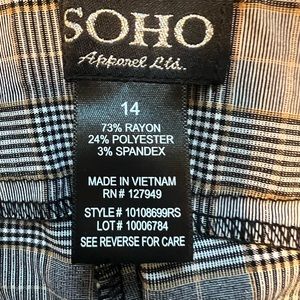 SOHO
Apparel Ltd.
14
73% RAYON
24% POLYESTER
3% SPANDEX
MADE IN VIETNAM
RN # 127949
STYLE # 10108699RS
LOT # 10006784
SEE REVERSE FOR CARE